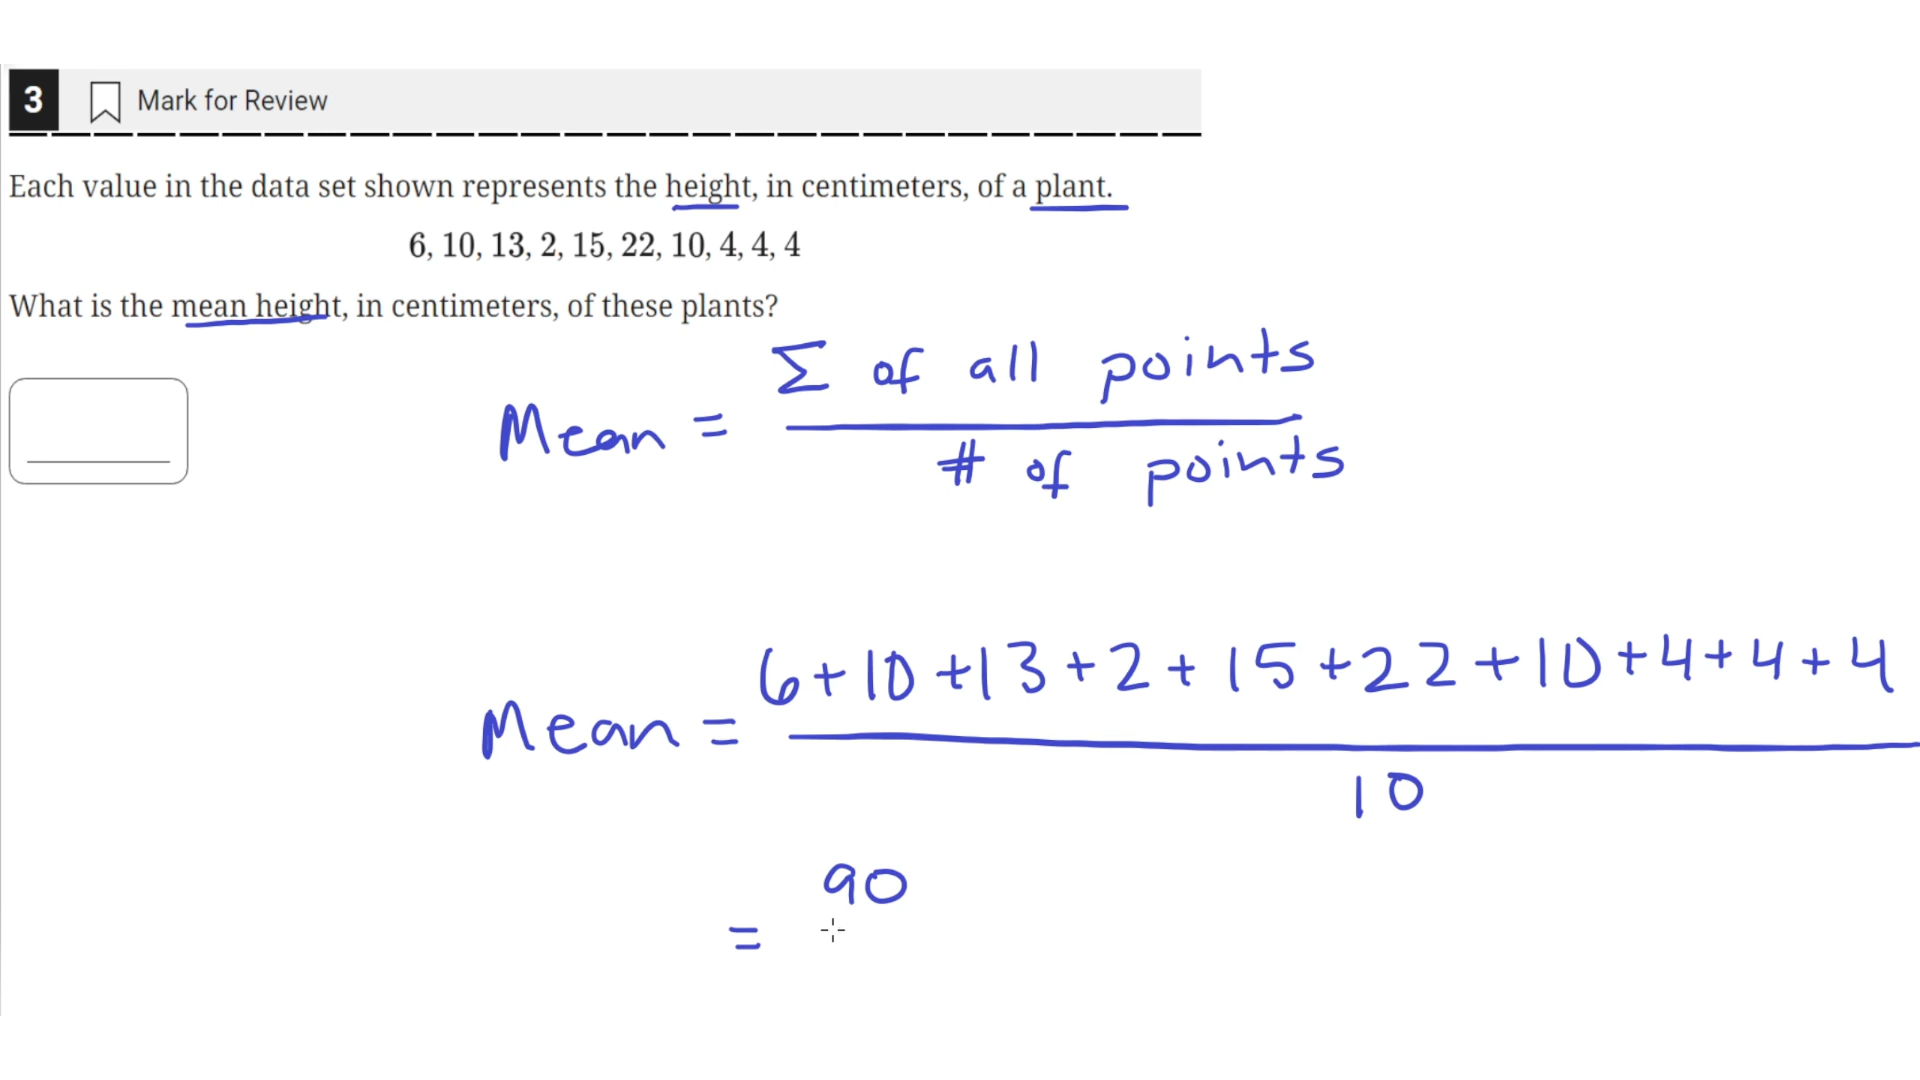 3 Mark for Review
Each value in the data set shown represents the height, in centimeters, of a plant.
6, 10, 13, 2, 15, 22, 10, 4, 4, 4
What is the mean height, in centimeters, of these plants?
Σ of all points
Mean =
# of points
6+10+13+2+15+22+10+4+4+4
Mean =
10
90
=